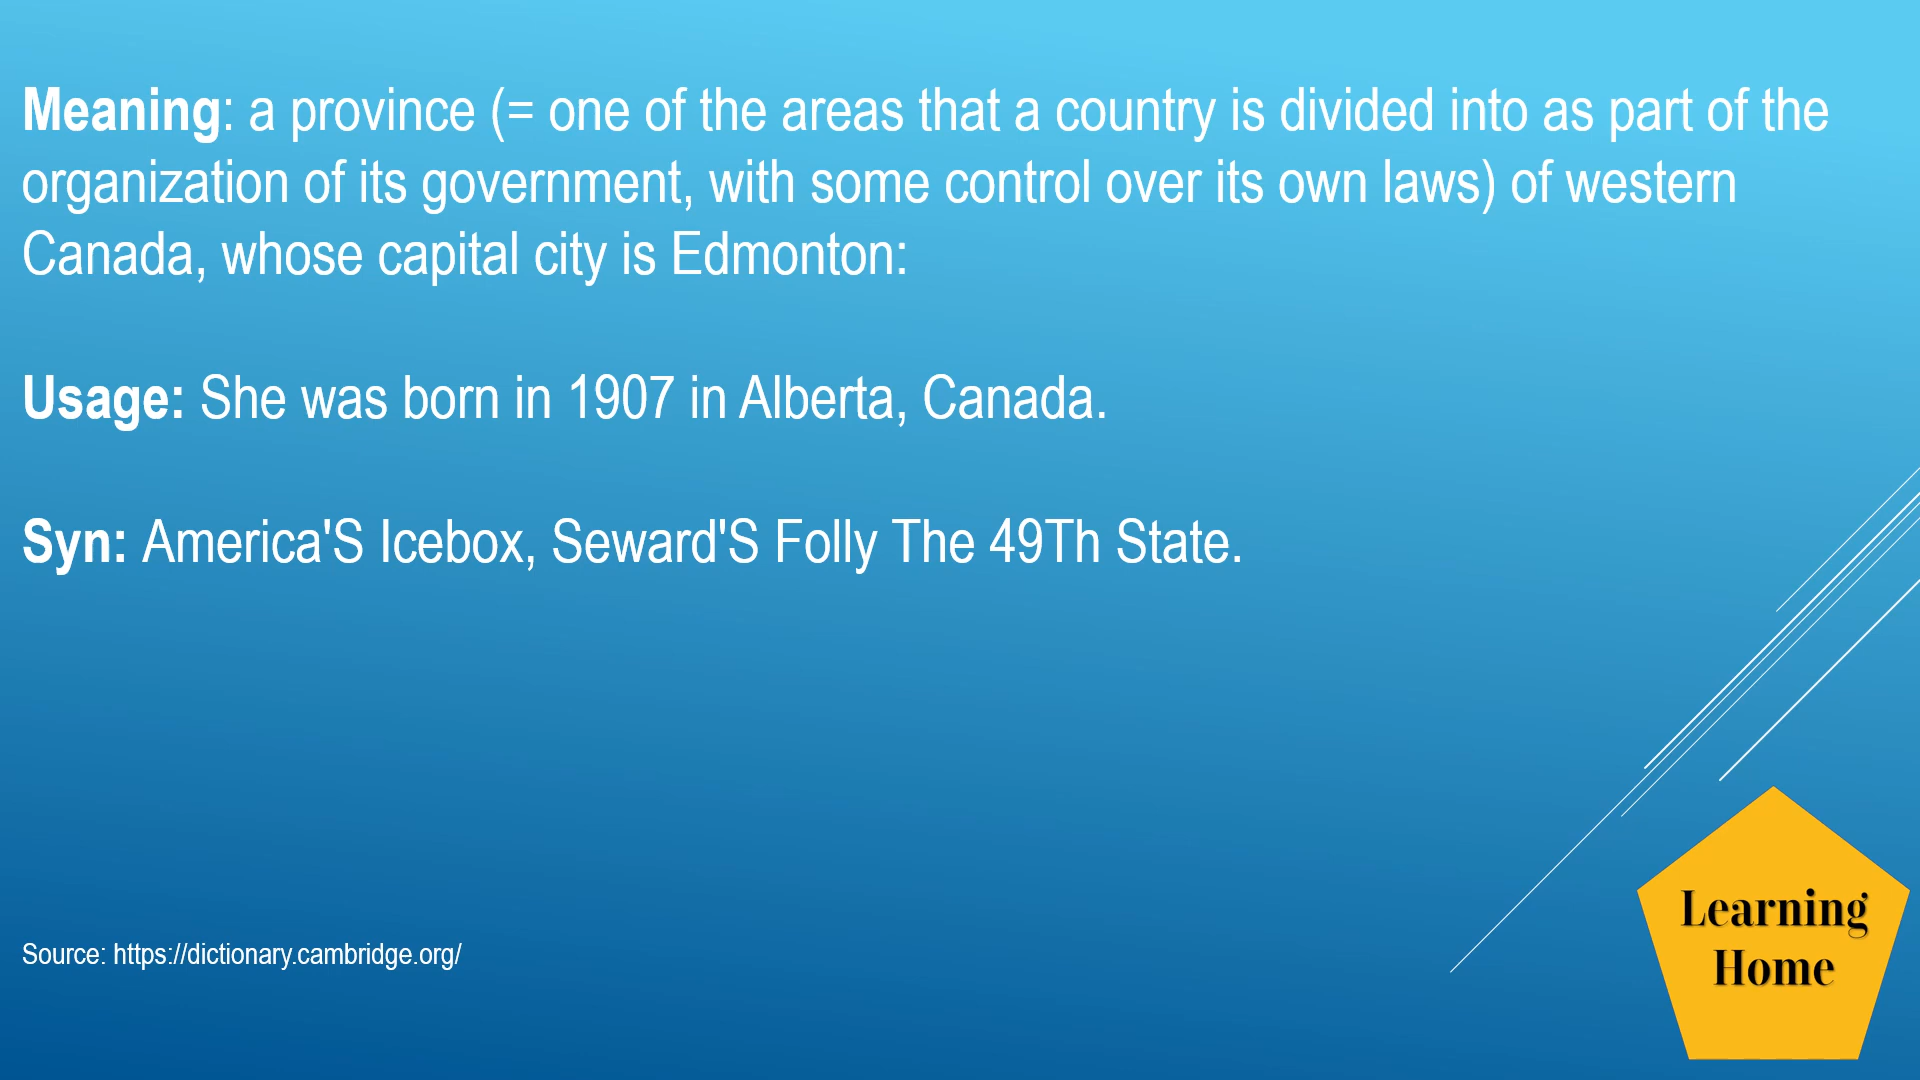 Meaning: a province (= one of the areas that a country is divided into as part of the
organization of its government, with some control over its own laws) of western
Canada, whose capital city is Edmonton:
Usage: She was born in 1907 in Alberta, Canada.
Syn: America'S Icebox, Seward'S Folly The 49Th State.
Source: https://dictionary.cambridge.org/
Learning
Home